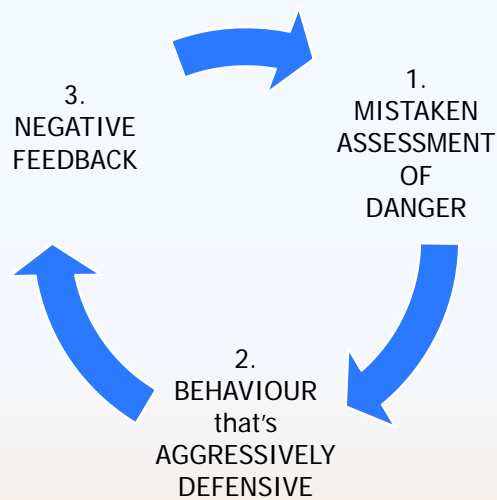 1.
MISTAKEN
ASSESSMENT
OF
DANGER
2.
BEHAVIOUR
that's
AGGRESSIVELY
DEFENSIVE
3.
NEGATIVE
FEEDBACK